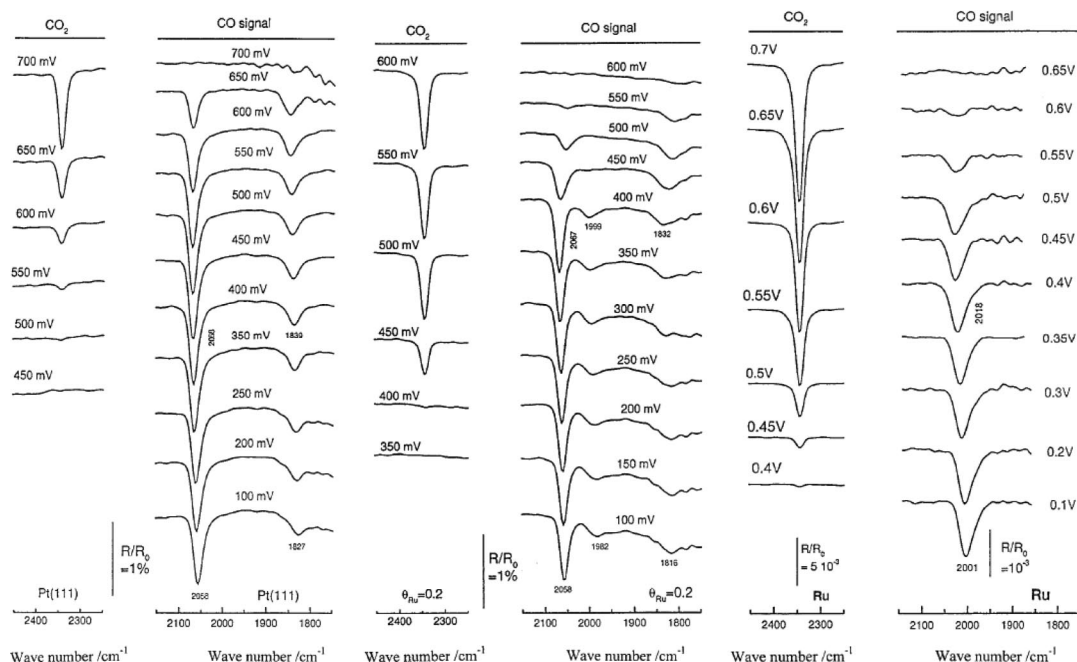 CO2
700 mV
650 mV
600 mV
550 mV
500 mV
450 mV
R/R0
=1%
Pt(111)
2400 2300
Wave number /cm-1
CO signal
700 mV
650 mV
600 mV
550 mV
500 mV
450 mV
400 mV
2068
1839
350 mV
250 mV
200 mV
100 mV
1827
2058
Pt(111)
2100 2000 1900 1800
Wave number /cm-1
CO2
600 mV
550 mV
500 mV
450 mV
400 mV
350 mV
R/R0
=1%
θRu=0.2
2400 2300
Wave number /cm-1
CO signal
600 mV
550 mV
500 mV
450 mV
400 mV
2067
1999
1832
350 mV
300 mV
250 mV
200 mV
150 mV
100 mV
1982
1816
2058
θRu=0.2
2100 2000 1900 1800
Wave number /cm-1
CO2
0.7V
0.65V
0.6V
0.55V
0.5V
0.45V
0.4V
R/R0
= 5 10-3
Ru
2400 2300
Wave number /cm-1
CO signal
0.65V
0.6V
0.55V
0.5V
0.45V
0.4V
2018
0.35V
0.3V
0.2V
0.1V
2001
R/R0
=10-3
Ru
2100 2000 1900 1800
Wave number /cm-1